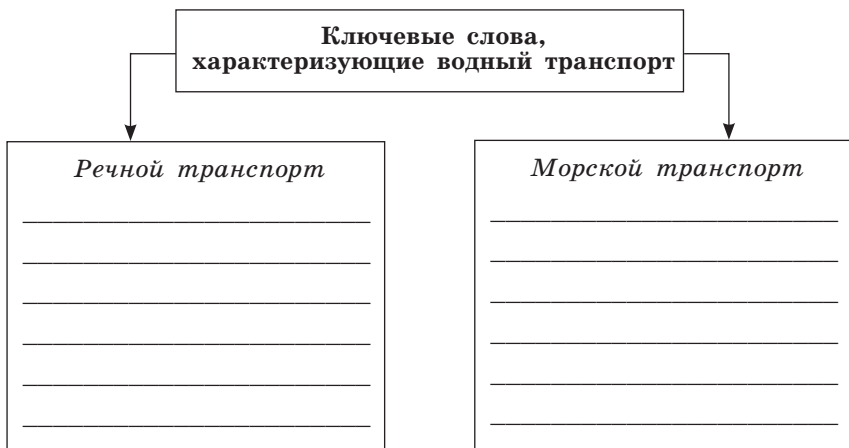 Ключевые слова,
характеризующие водный транспорт
Речной транспорт
Морской транспорт